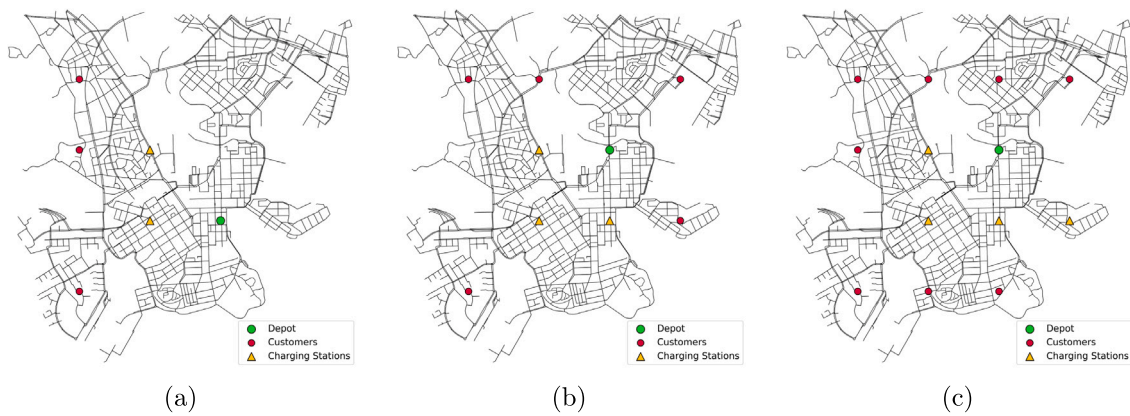 Depot
Customers
Charging Stations
Depot
Customers
Charging Stations
Depot
Customers
Charging Stations
(a)
(b)
(c)